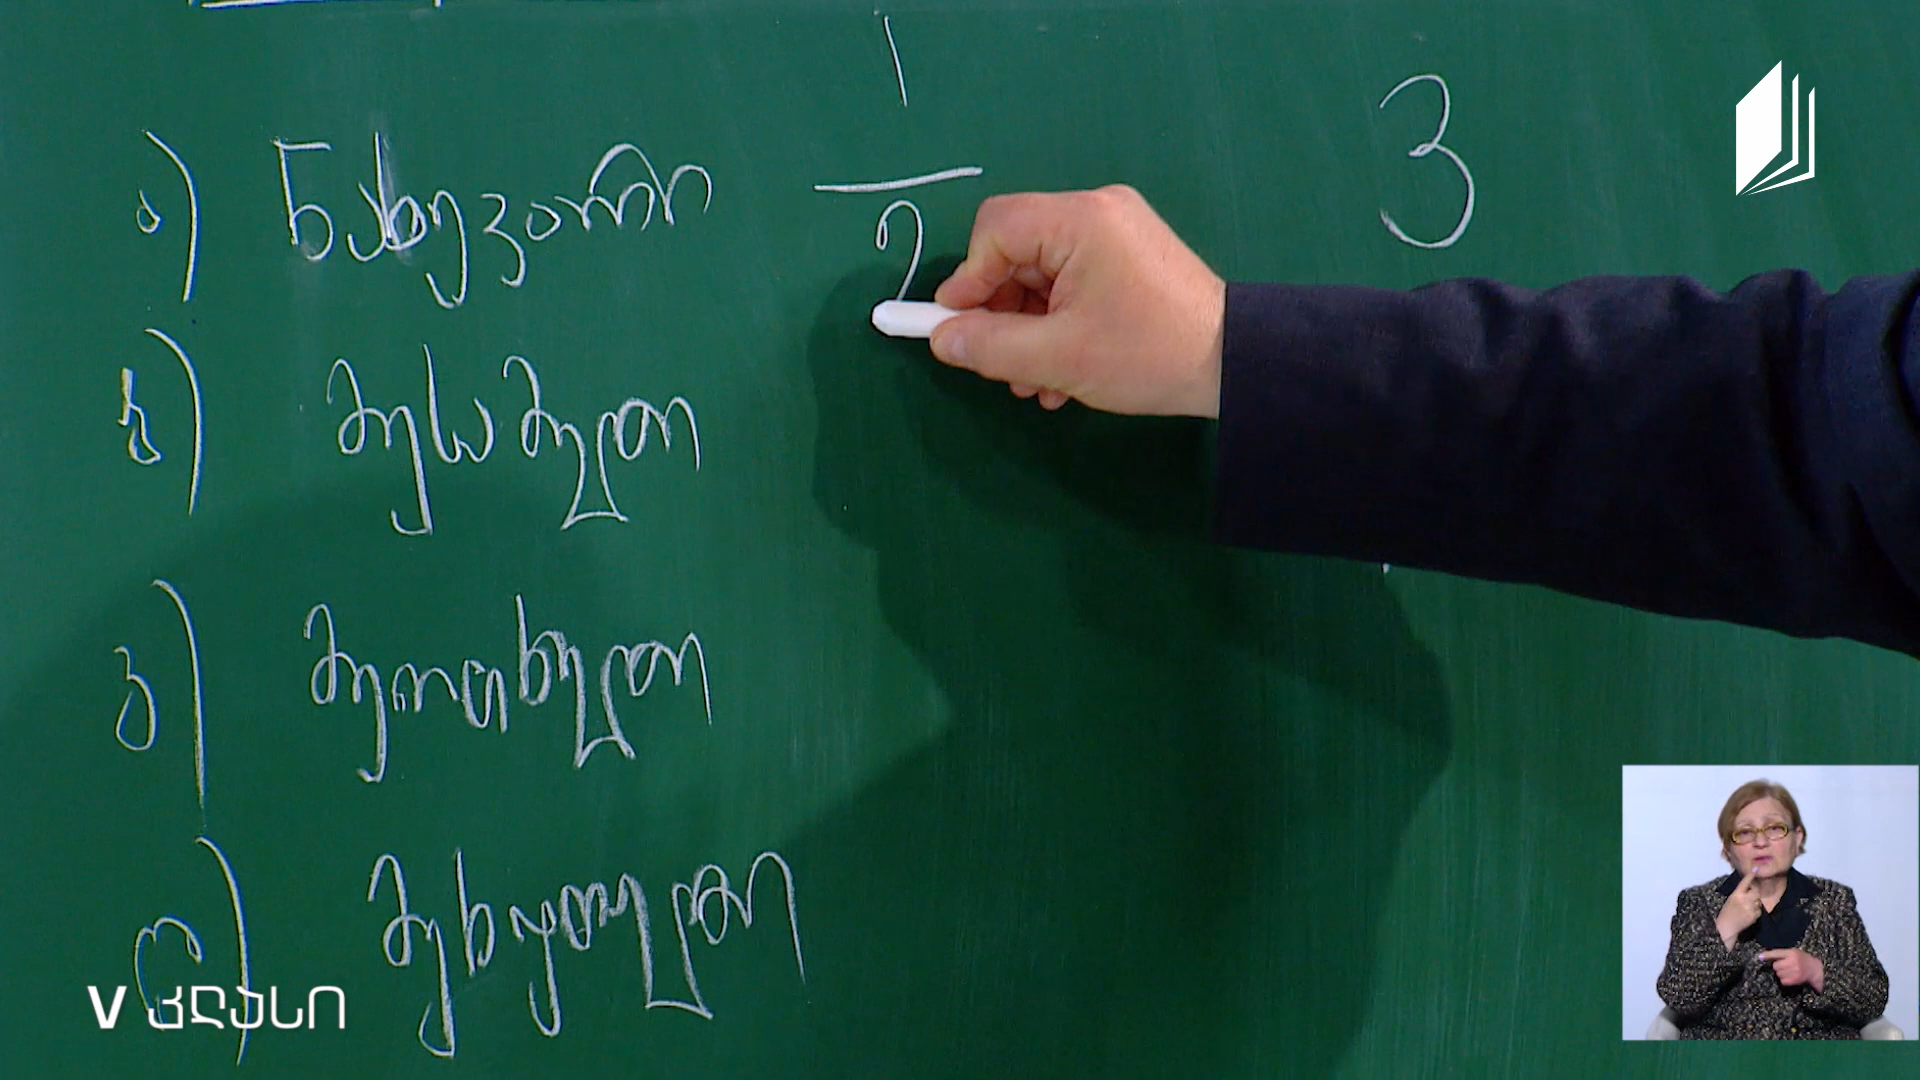 ა) ნახევარი 1/2 3
ბ) მესამედი
გ) მეოთხედი
დ) მეხუთედი
V კლასი